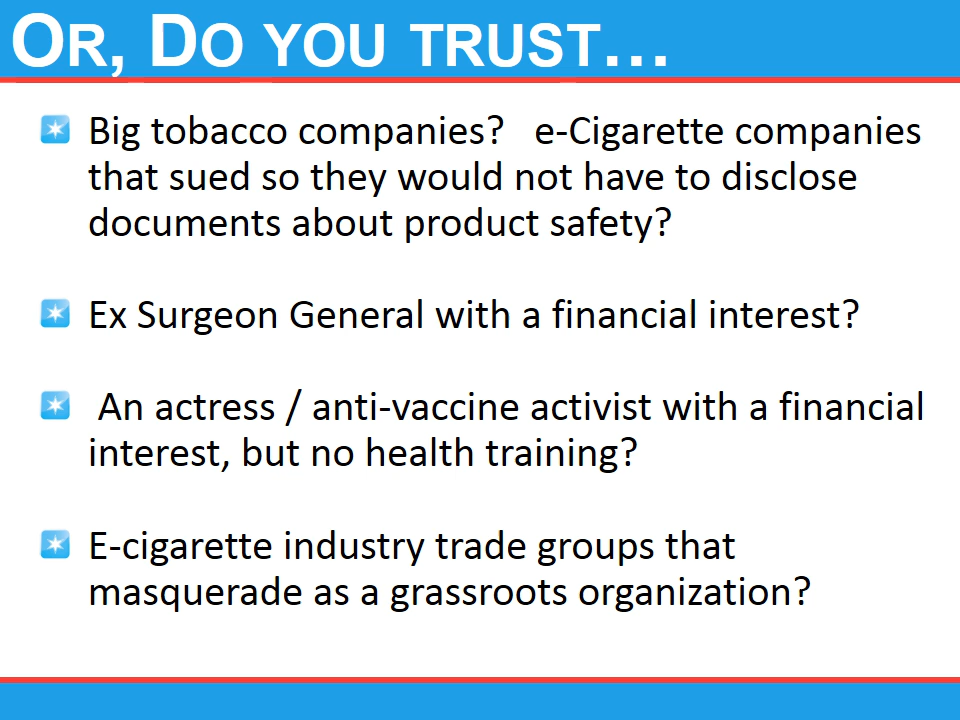 OR, DO YOU TRUST…
Big tobacco companies?   e-Cigarette companies
that sued so they would not have to disclose
documents about product safety?
Ex Surgeon General with a financial interest?
An actress / anti-vaccine activist with a financial
interest, but no health training?
E-cigarette industry trade groups that
masquerade as a grassroots organization?